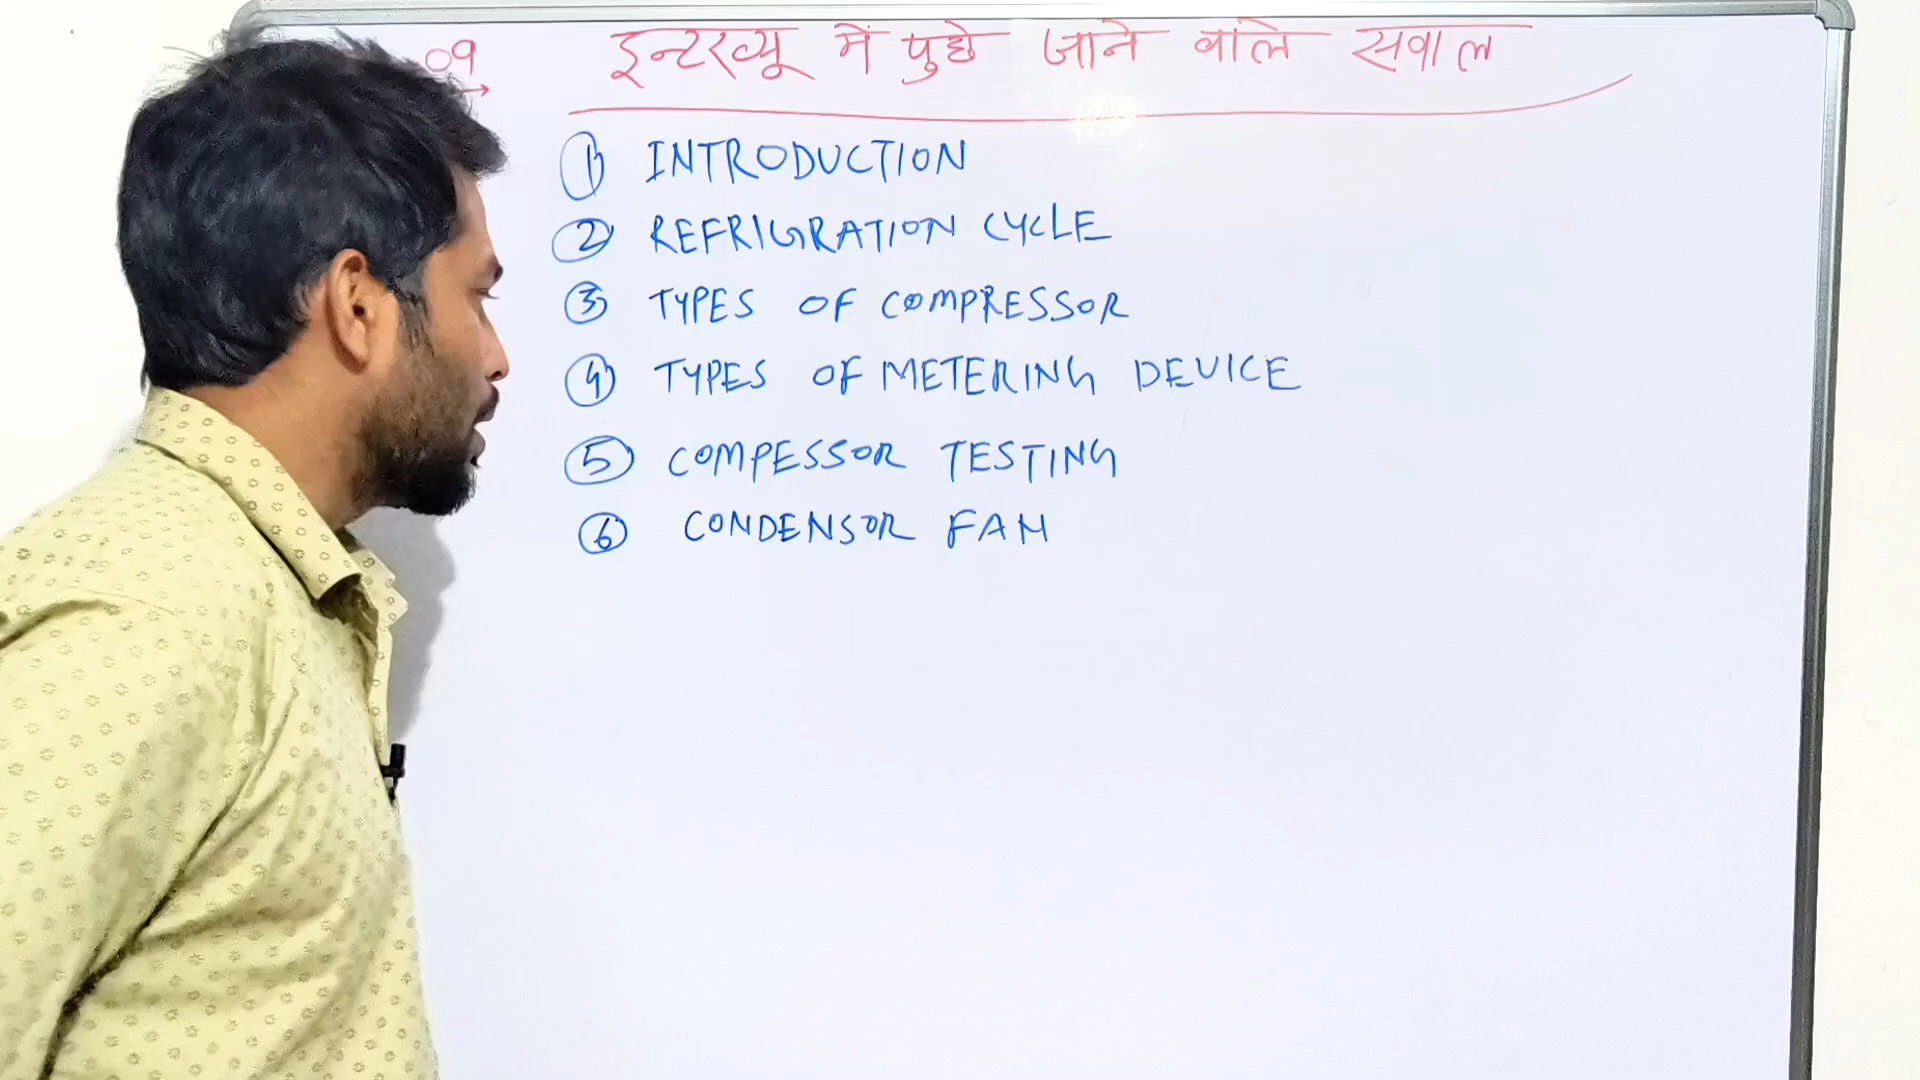 09 इन्टरव्यू में पुछे जाने वाले सवाल
① INTRODUCTION
② REFRIGRATION CYCLE
③ TYPES OF COMPRESSOR
④ TYPES OF METERING DEVICE
⑤ COMPESSOR TESTING
⑥ CONDENSOR FAN